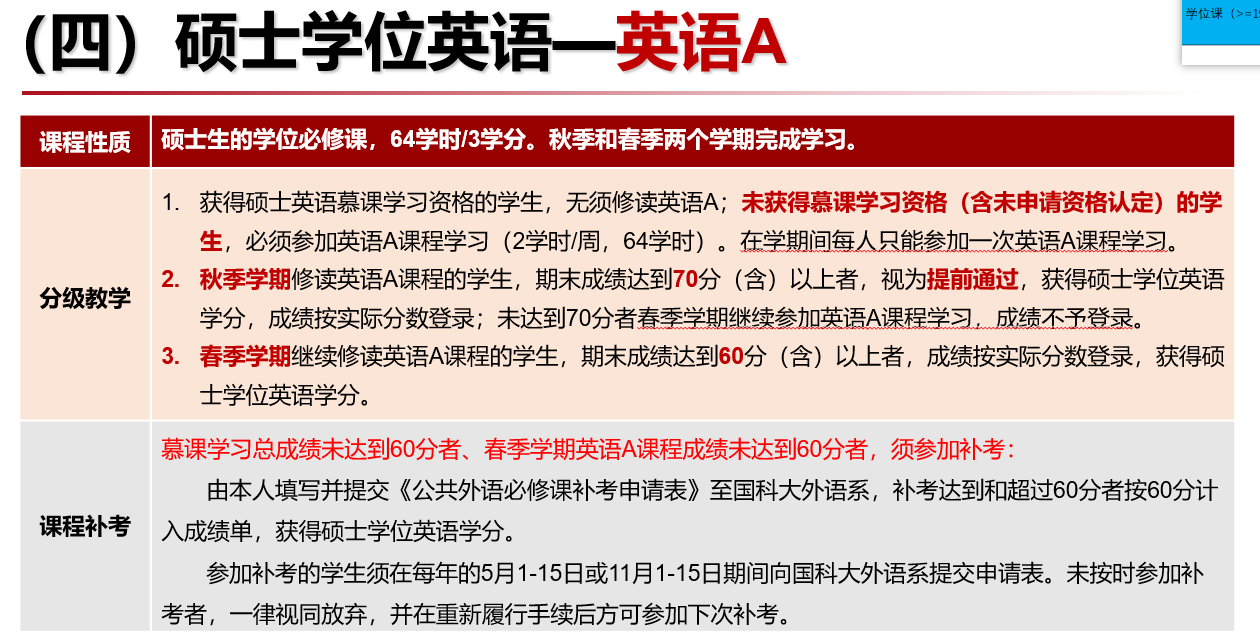 （四）硕士学位英语—英语A
学位课（>=19
课程性质
硕士生的学位必修课，64学时/3学分。秋季和春季两个学期完成学习。
分级教学
1. 获得硕士英语慕课学习资格的学生，无须修读英语A；未获得慕课学习资格（含未申请资格认定）的学
生，必须参加英语A课程学习（2学时/周，64学时）。在学期间每人只能参加一次英语A课程学习。
2. 秋季学期修读英语A课程的学生，期末成绩达到70分（含）以上者，视为提前通过，获得硕士学位英语
学分，成绩按实际分数登录；未达到70分者春季学期继续参加英语A课程学习，成绩不予登录。
3. 春季学期继续修读英语A课程的学生，期末成绩达到60分（含）以上者，成绩按实际分数登录，获得硕
士学位英语学分。
课程补考
慕课学习总成绩未达到60分者、春季学期英语A课程成绩未达到60分者，须参加补考：
由本人填写并提交《公共外语必修课补考申请表》至国科大外语系，补考达到和超过60分者按60分计
入成绩单，获得硕士学位英语学分。
参加补考的学生须在每年的5月1-15日或11月1-15日期间向国科大外语系提交申请表。未按时参加补
考者，一律视同放弃，并在重新履行手续后方可参加下次补考。